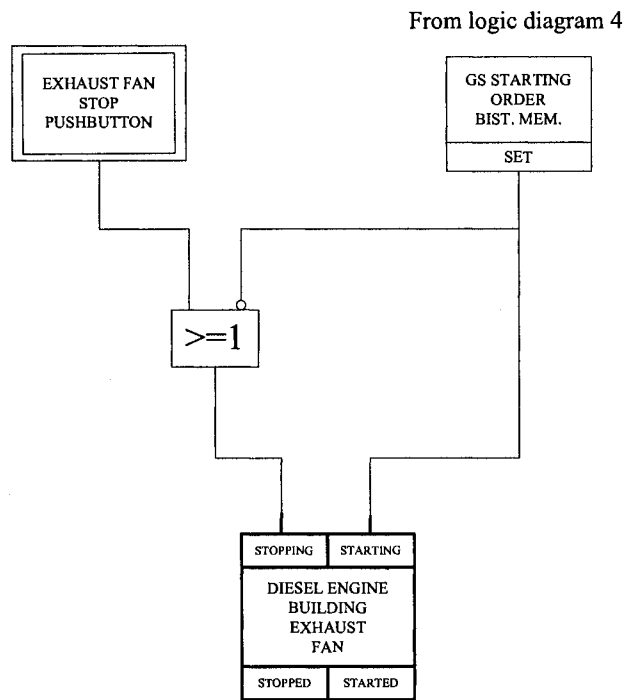 From logic diagram 4
EXHAUST FAN
STOP
PUSHBUTTON
GS STARTING
ORDER
BIST. MEM.
SET
>=1
STOPPING
STARTING
DIESEL ENGINE
BUILDING
EXHAUST
FAN
STOPPED
STARTED